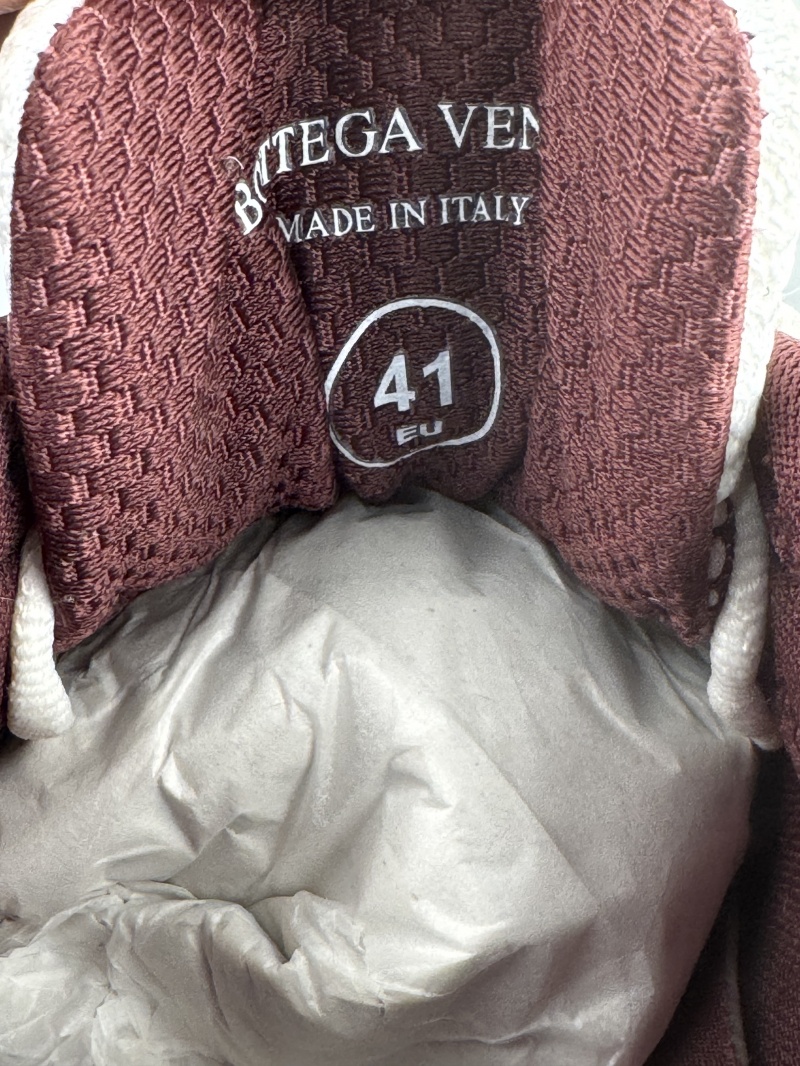 BOTTEGA VEN
MADE IN ITALY
41
EU